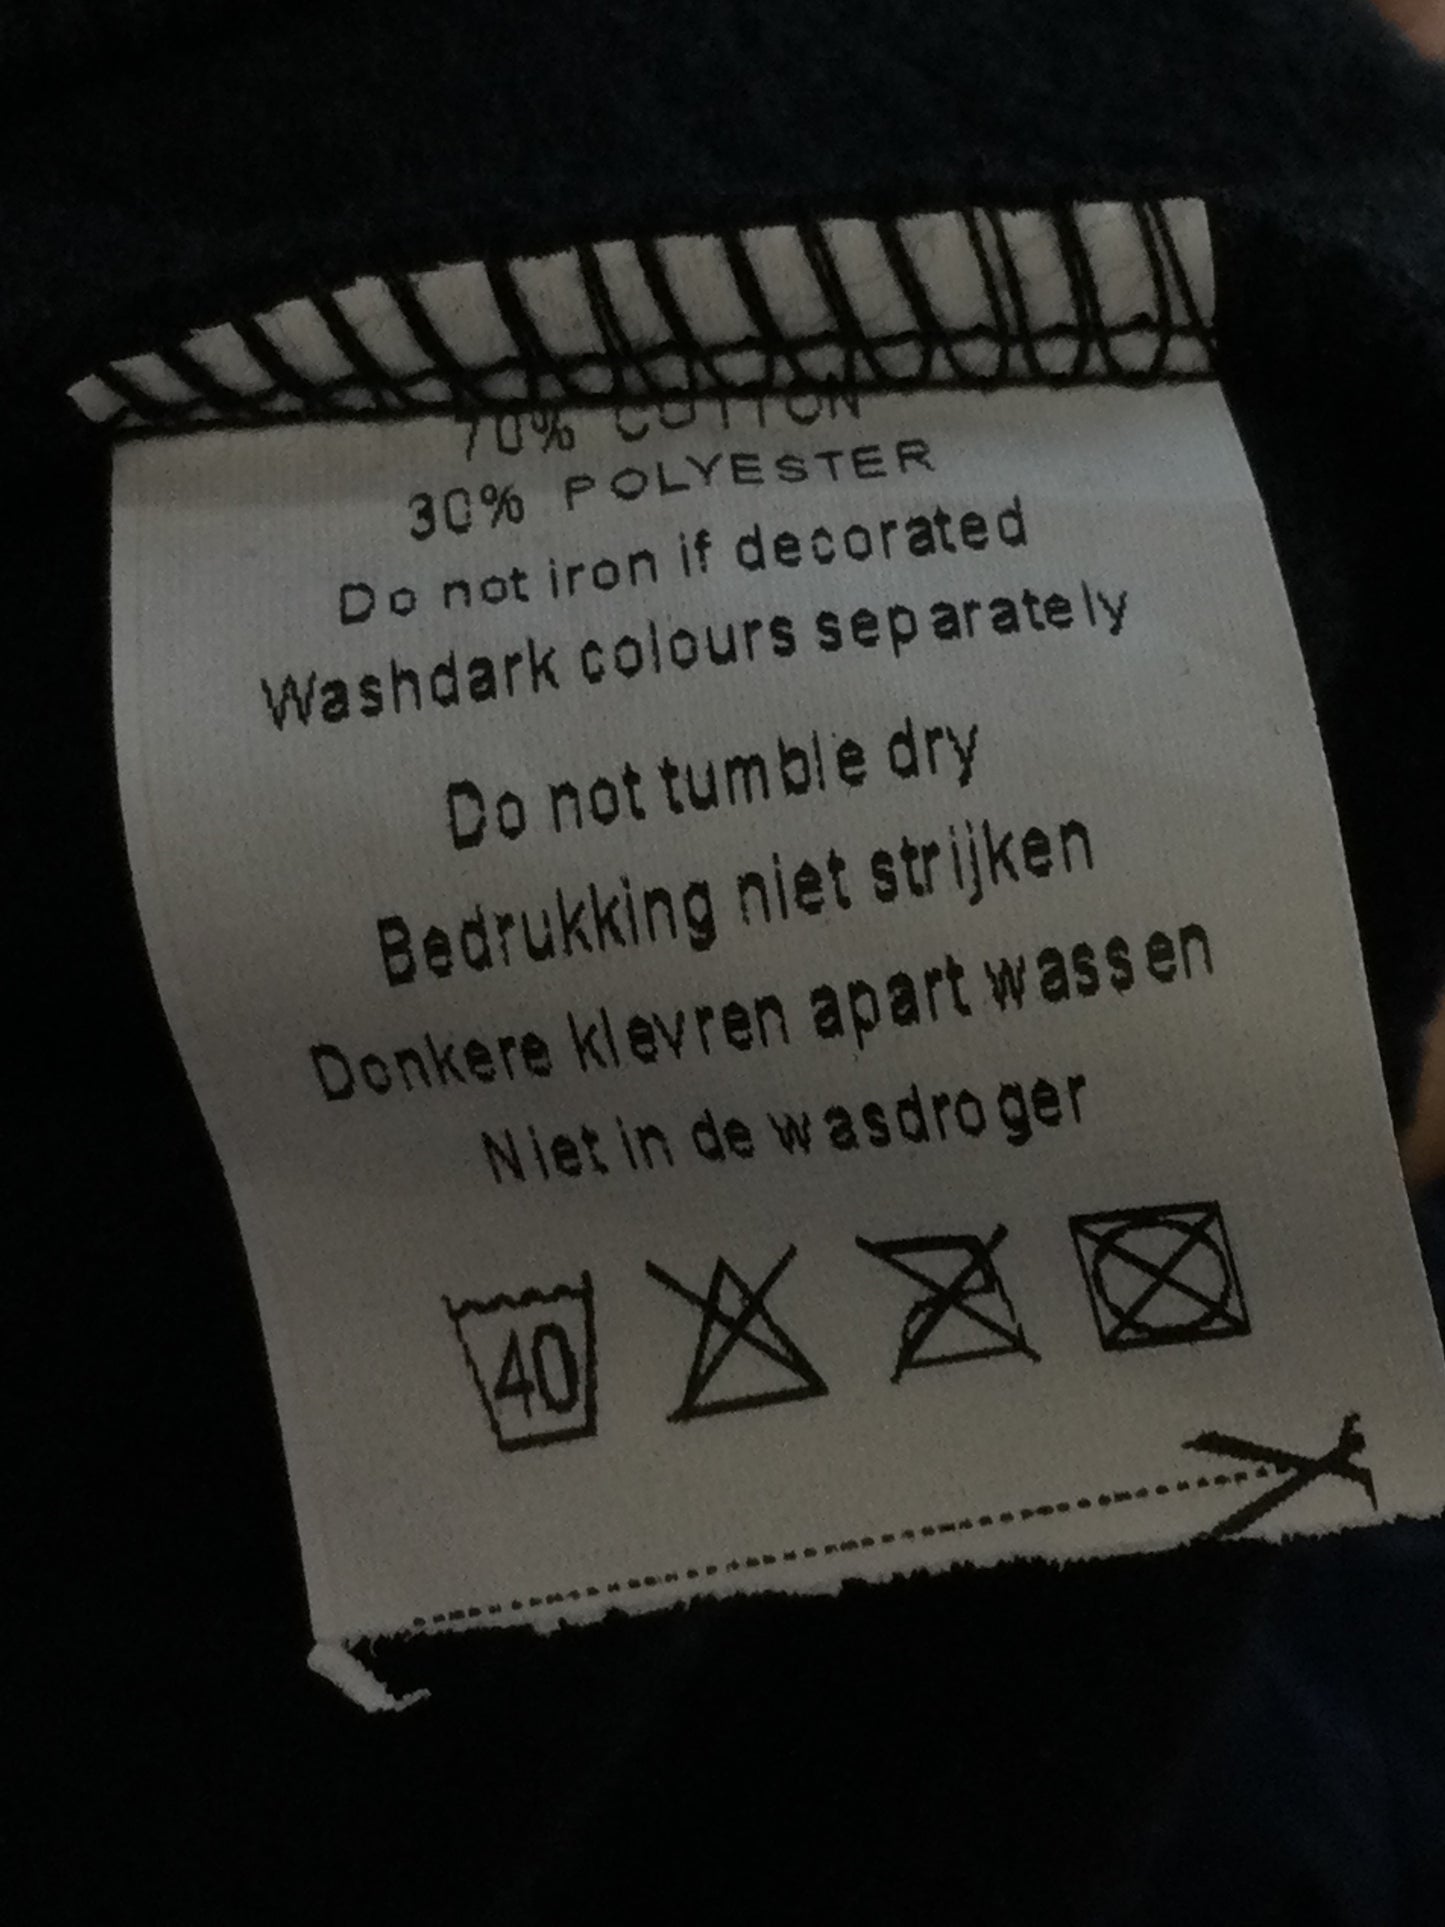 70% COTTON
30% POLYESTER
Do not iron if decorated
Washdark colours separately
Do not tumble dry
Bedrukking niet strijken
Donkere klevren apart wassen
Niet in de wasdroger
40